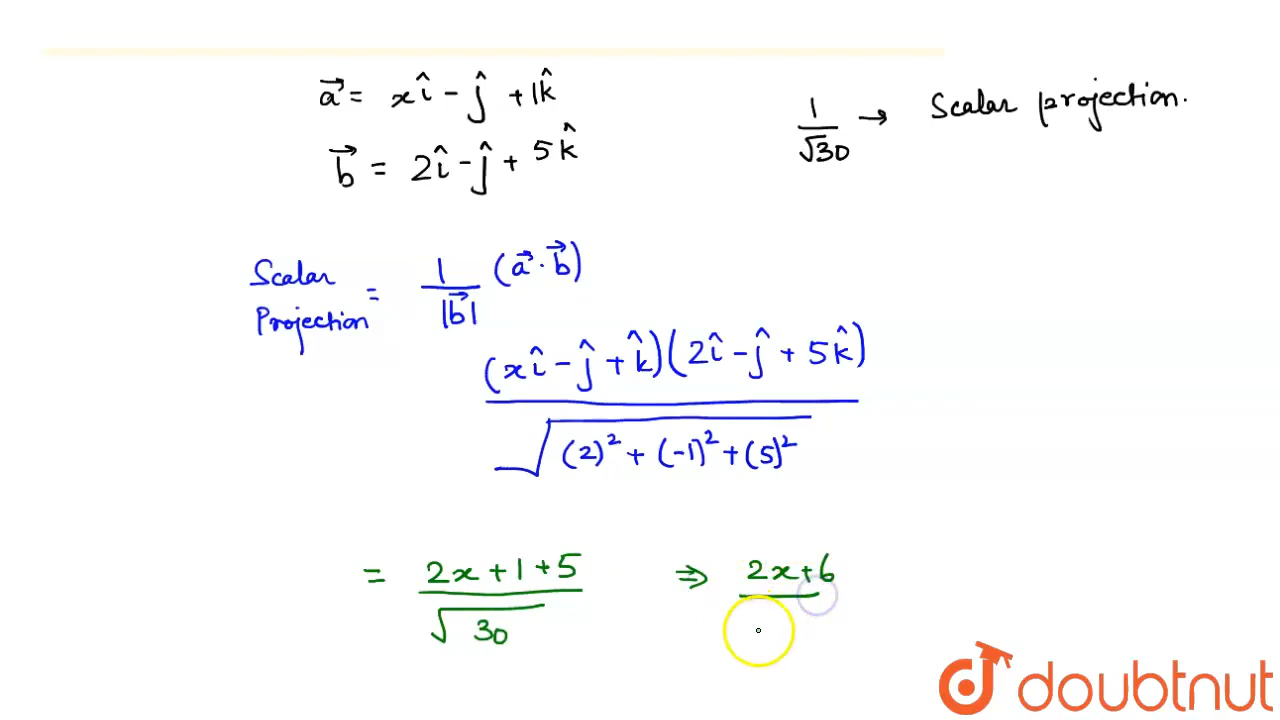 a⃗ = xî - ĵ + 1k̂
b⃗ = 2î - ĵ + 5k̂
1/√30 → Scalar projection.
Scalar Projection = 1/|b⃗| (a⃗ · b⃗)
(xî - ĵ + k̂)(2î - ĵ + 5k̂)
√(2)² + (-1)² + (5)²
= 2x + 1 + 5 / √30 ⇒ 2x + 6
doubtnut